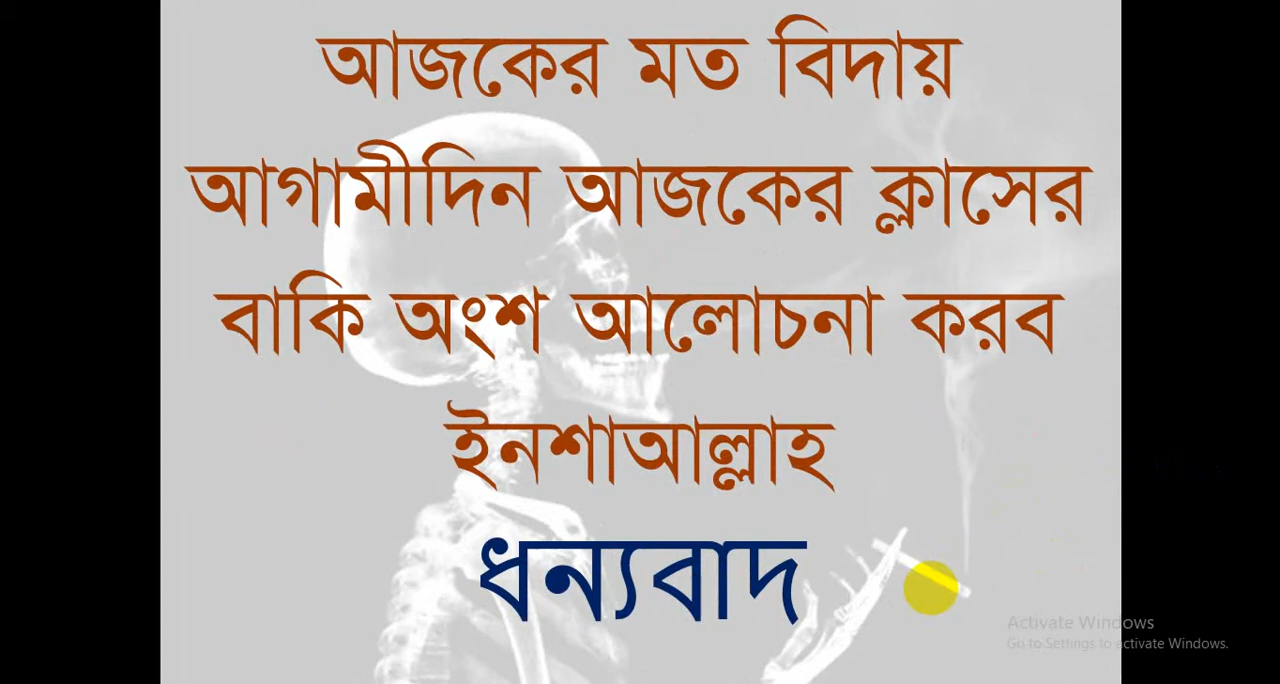 আজকের মত বিদায়
আগামীদিন আজকের ক্লাসের
বাকি অংশ আলোচনা করব
ইনশাআল্লাহ
ধন্যবাদ
Activate Windows
Go to Settings to activate Windows.